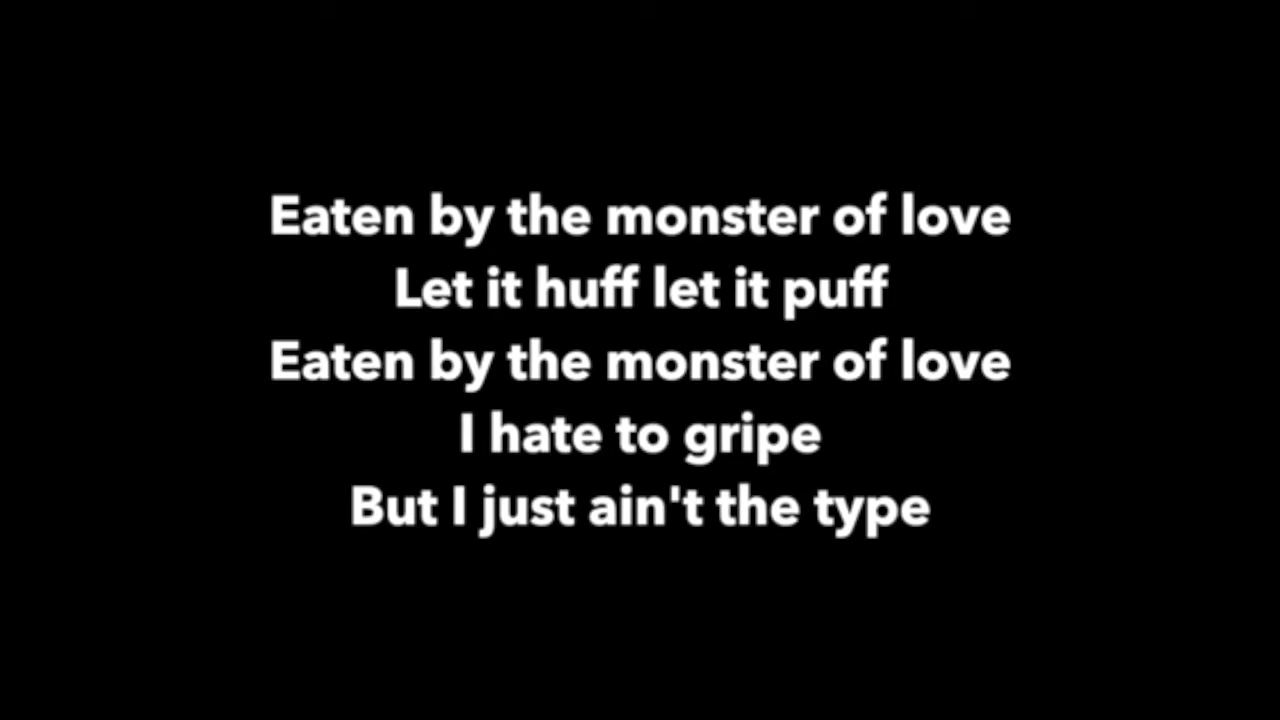 Eaten by the monster of love
Let it huff let it puff
Eaten by the monster of love
I hate to gripe
But I just ain't the type